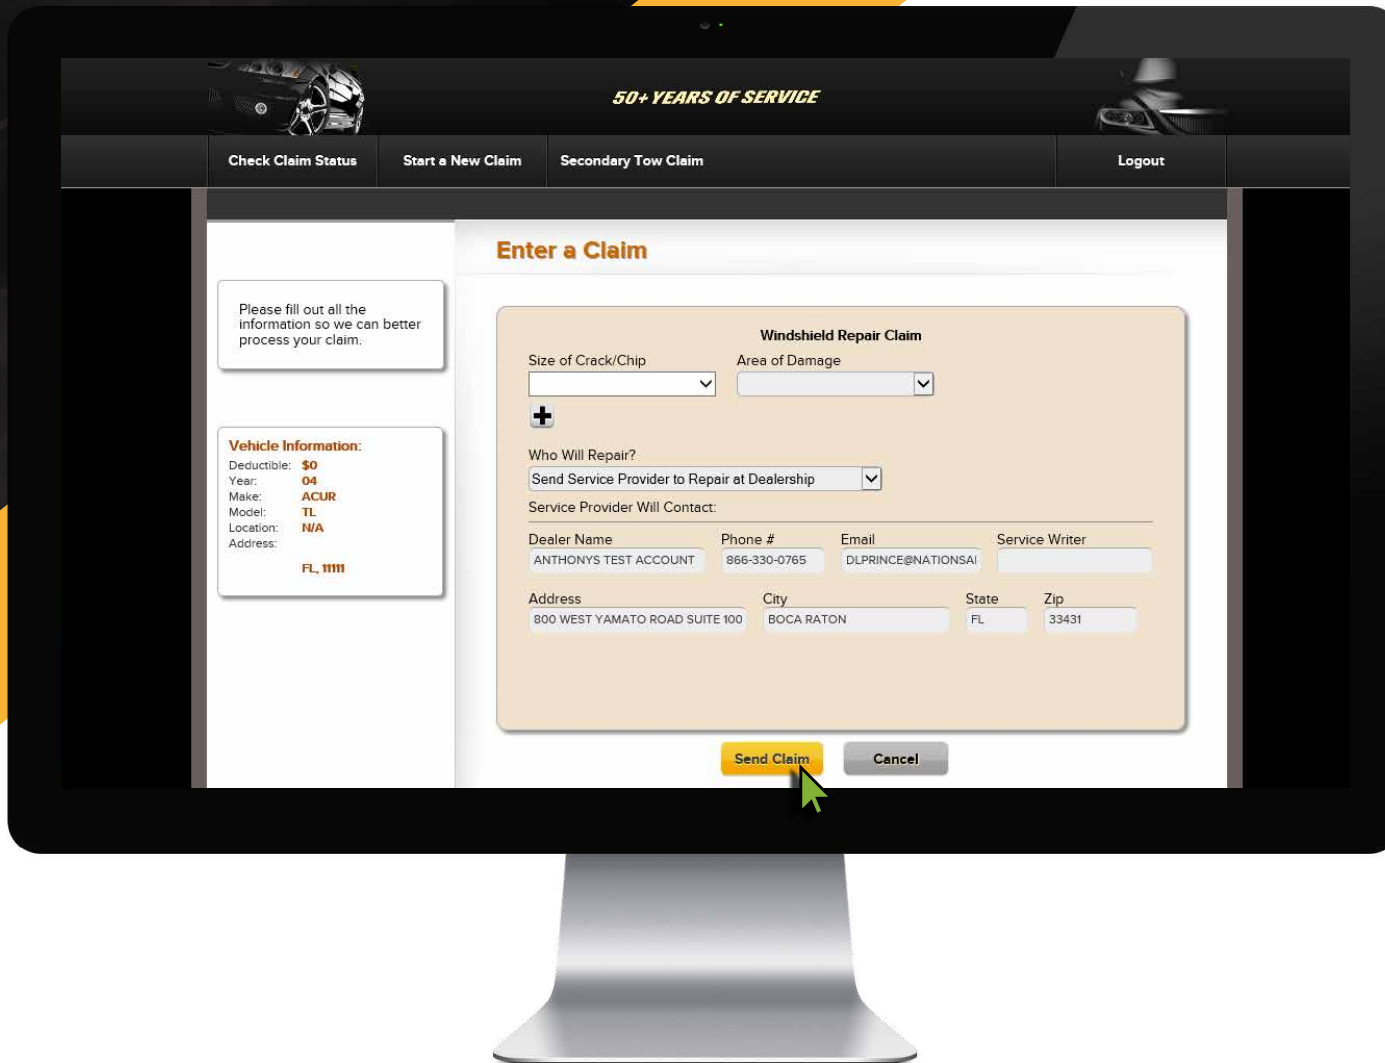 50+ YEARS OF SERVICE
Check Claim Status Start a New Claim Secondary Tow Claim Logout
Enter a Claim
Please fill out all the
information so we can better
process your claim.
Vehicle Information:
Deductible: $0
Year: 04
Make: ACUR
Model: TL
Location: N/A
Address:
FL, 11111
Windshield Repair Claim
Size of Crack/Chip Area of Damage
Who Will Repair?
Send Service Provider to Repair at Dealership
Service Provider Will Contact:
Dealer Name Phone # Email Service Writer
ANTHONYS TEST ACCOUNT 866-330-0765 DLPRINCE@NATIONSAI
Address City State Zip
800 WEST YAMATO ROAD SUITE 100 BOCA RATON FL 33431
Send Claim Cancel